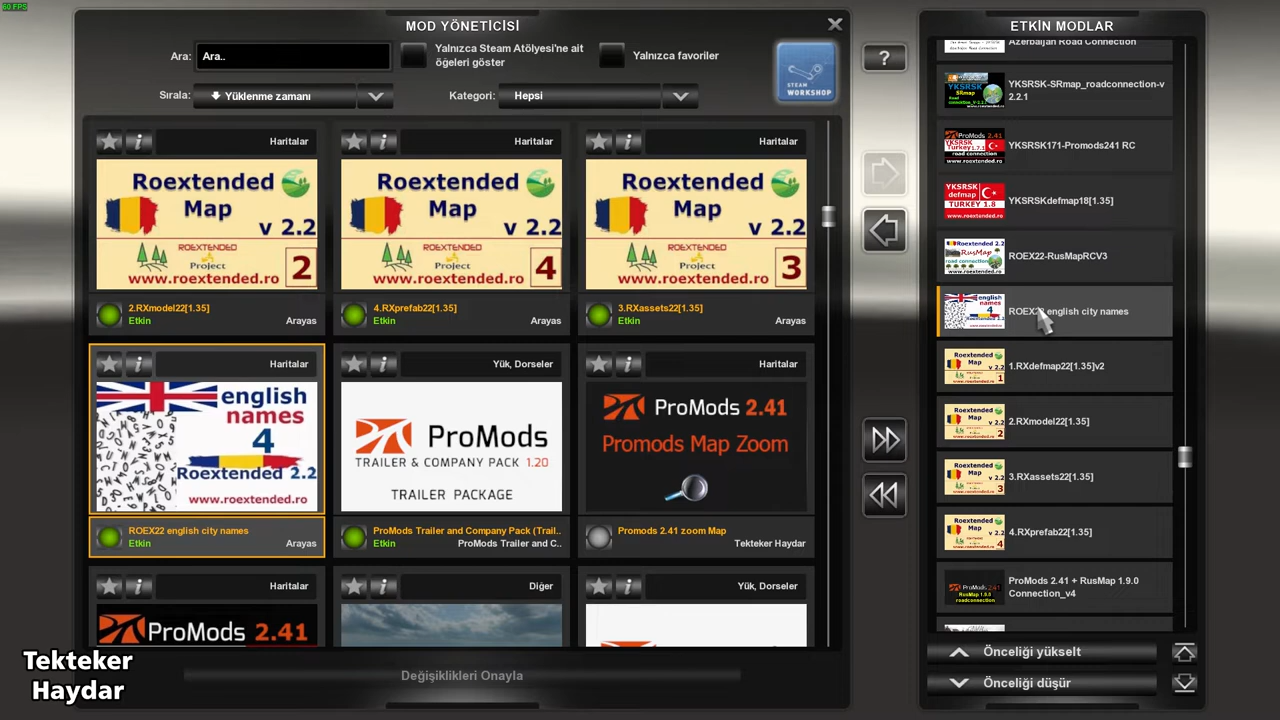 60 FPS
MOD YÖNETİCİSİ
Ara:
Ara..
Yalnızca Steam Atölyesi'ne ait
öğeleri göster
Yalnızca favoriler
STEAM
WORKSHOP
Sırala:
Yüklenme zamanı
Kategori:
Hepsi
Haritalar
Roextended
Map
v 2.2
ROEXTENDED
Project
2
www.roextended.ro
2.RXmodel22[1.35]
Etkin
Arayas
Haritalar
Roextended
Map
v 2.2
ROEXTENDED
Project
4
www.roextended.ro
4.RXprefab22[1.35]
Etkin
Arayas
Haritalar
Roextended
Map
v 2.2
ROEXTENDED
Project
3
www.roextended.ro
3.RXassets22[1.35]
Etkin
Arayas
Haritalar
english
names
4
Roextended 2.2
www.roextended.ro
ROEX22 english city names
Etkin
Arayas
Yük, Dorseler
ProMods
TRAILER & COMPANY PACK 1.20
TRAILER PACKAGE
ProMods Trailer and Company Pack (Trail..
Etkin
ProMods Trailer and C..
Haritalar
ProMods 2.41
Promods Map Zoom
Promods 2.41 zoom Map
Tekteker Haydar
Haritalar
ProMods 2.41
Diğer
Yük, Dorseler
Değişiklikleri Onayla
?
ETKİN MODLAR
Azerbaijan Road Connection
YKSRSK-SRmap_roadconnection-v
2.2.1
YKSRSK171-Promods241 RC
YKSRSKdefmap18[1.35]
ROEX22-RusMapRCV3
ROEX22 english city names
1.RXdefmap22[1.35]v2
2.RXmodel22[1.35]
3.RXassets22[1.35]
4.RXprefab22[1.35]
ProMods 2.41 + RusMap 1.9.0
Connection_v4
Önceliği yükselt
Önceliği düşür
Tekteker
Haydar